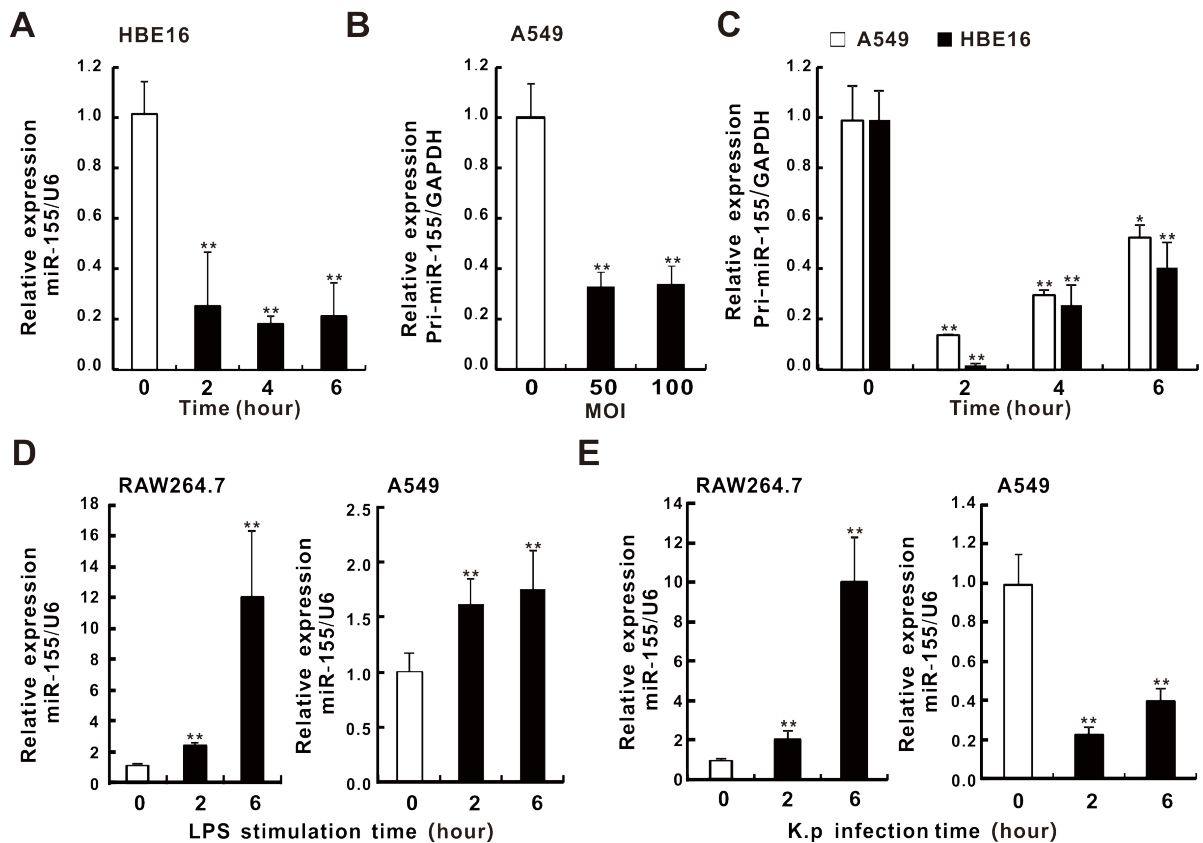 A
HBE16
Relative expression
miR-155/U6
1.2
1.0
0.8
0.6
0.4
0.2
0.0
**
**
**
0 2 4 6
Time (hour)
B
A549
Relative expression
Pri-miR-155/GAPDH
1.2
1.0
0.8
0.6
0.4
0.2
0.0
**
**
0 50 100
MOI
C
A549 HBE16
Relative expression
Pri-miR-155/GAPDH
1.2
1.0
0.8
0.6
0.4
0.2
0.0
**
**
**
**
*
**
0 2 4 6
Time (hour)
D
RAW264.7
Relative expression
miR-155/U6
18
16
14
12
10
8
6
4
2
0
**
**
0 2 6
A549
Relative expression
miR-155/U6
2.5
2.0
1.5
1.0
0.5
0.0
**
**
0 2 6
LPS stimulation time (hour)
E
RAW264.7
Relative expression
miR-155/U6
14
12
10
8
6
4
2
0
**
**
0 2 6
A549
Relative expression
miR-155/U6
1.4
1.2
1.0
0.8
0.6
0.4
0.2
0.0
**
**
0 2 6
K.p infection time (hour)